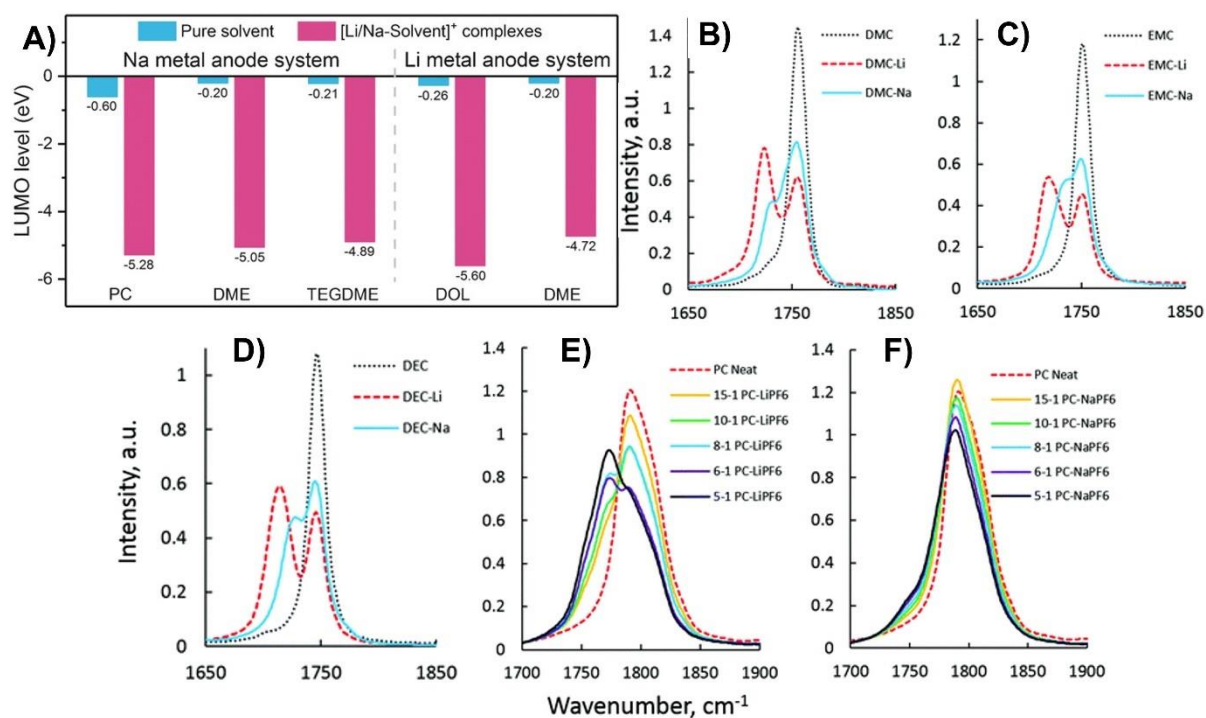 A)
Pure solvent
[Li/Na-Solvent]⁺ complexes
Na metal anode system
Li metal anode system
LUMO level (eV)
0
-2
-4
-6
-0.60
-0.20
-0.21
-0.26
-0.20
-5.28
-5.05
-4.89
-5.60
-4.72
PC
DME
TEGDME
DOL
DME
B)
DMC
DMC-Li
DMC-Na
Intensity, a.u.
1.4
1.2
1
0.8
0.6
0.4
0.2
0
1650
1750
1850
C)
EMC
EMC-Li
EMC-Na
1.2
1.0
0.8
0.6
0.4
0.2
0
1650
1750
1850
D)
DEC
DEC-Li
DEC-Na
Intensity, a.u.
1
0.8
0.6
0.4
0.2
0
1650
1750
1850
E)
PC Neat
15-1 PC-LiPF6
10-1 PC-LiPF6
8-1 PC-LiPF6
6-1 PC-LiPF6
5-1 PC-LiPF6
1.4
1.2
1
0.8
0.6
0.4
0.2
0
1700
1800
1900
F)
PC Neat
15-1 PC-NaPF6
10-1 PC-NaPF6
8-1 PC-NaPF6
6-1 PC-NaPF6
5-1 PC-NaPF6
1.4
1.2
1
0.8
0.6
0.4
0.2
0
1700
1800
1900
Wavenumber, cm⁻¹